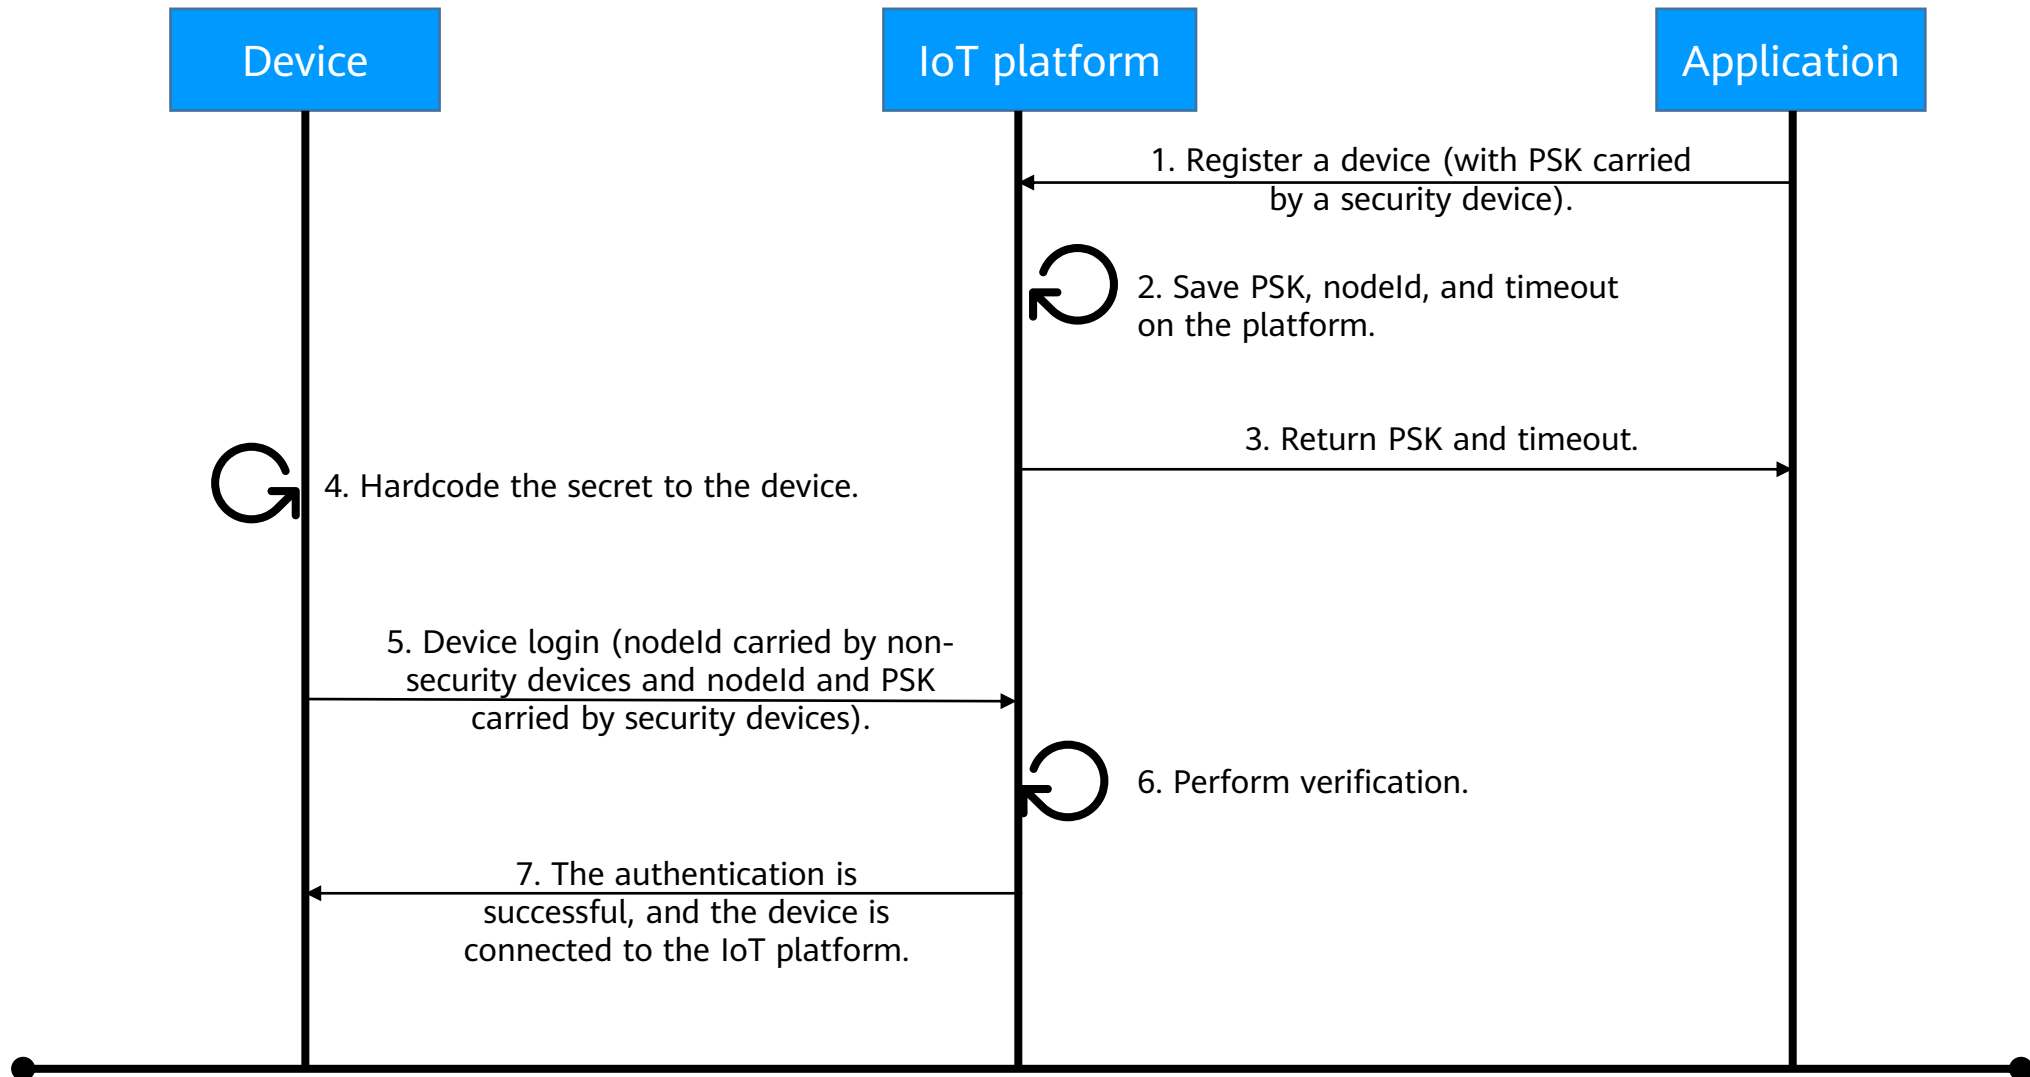 Device
IoT platform
Application
1. Register a device (with PSK carried
by a security device).
2. Save PSK, nodeId, and timeout
on the platform.
3. Return PSK and timeout.
4. Hardcode the secret to the device.
5. Device login (nodeId carried by non-
security devices and nodeId and PSK
carried by security devices).
6. Perform verification.
7. The authentication is
successful, and the device is
connected to the IoT platform.